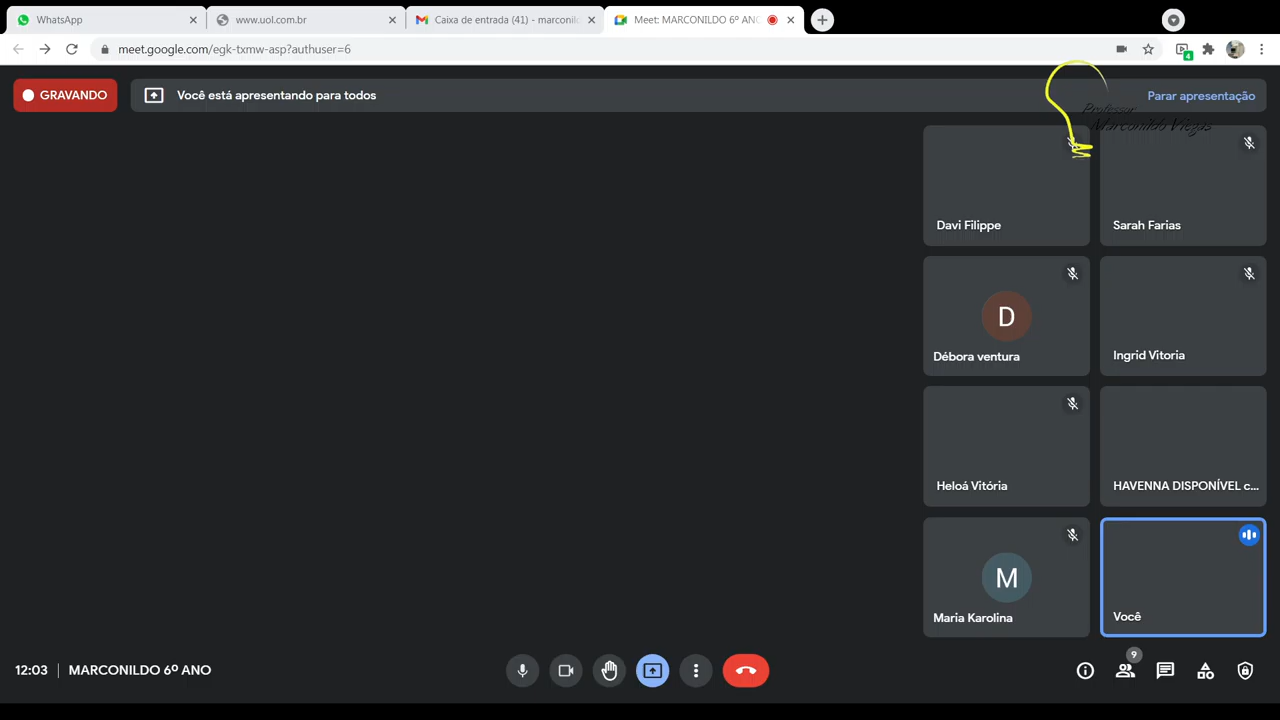 WhatsApp
www.uol.com.br
Caixa de entrada (41) - marconild
Meet: MARCONILDO 6º ANO
meet.google.com/egk-txmw-asp?authuser=6
4
GRAVANDO
Você está apresentando para todos
Parar apresentação
Professor:
Marconildo Viegas
Davi Filippe
Sarah Farias
D
Débora ventura
Ingrid Vitoria
Heloá Vitória
HAVENNA DISPONÍVEL c...
M
Maria Karolina
Você
12:03
MARCONILDO 6º ANO
9